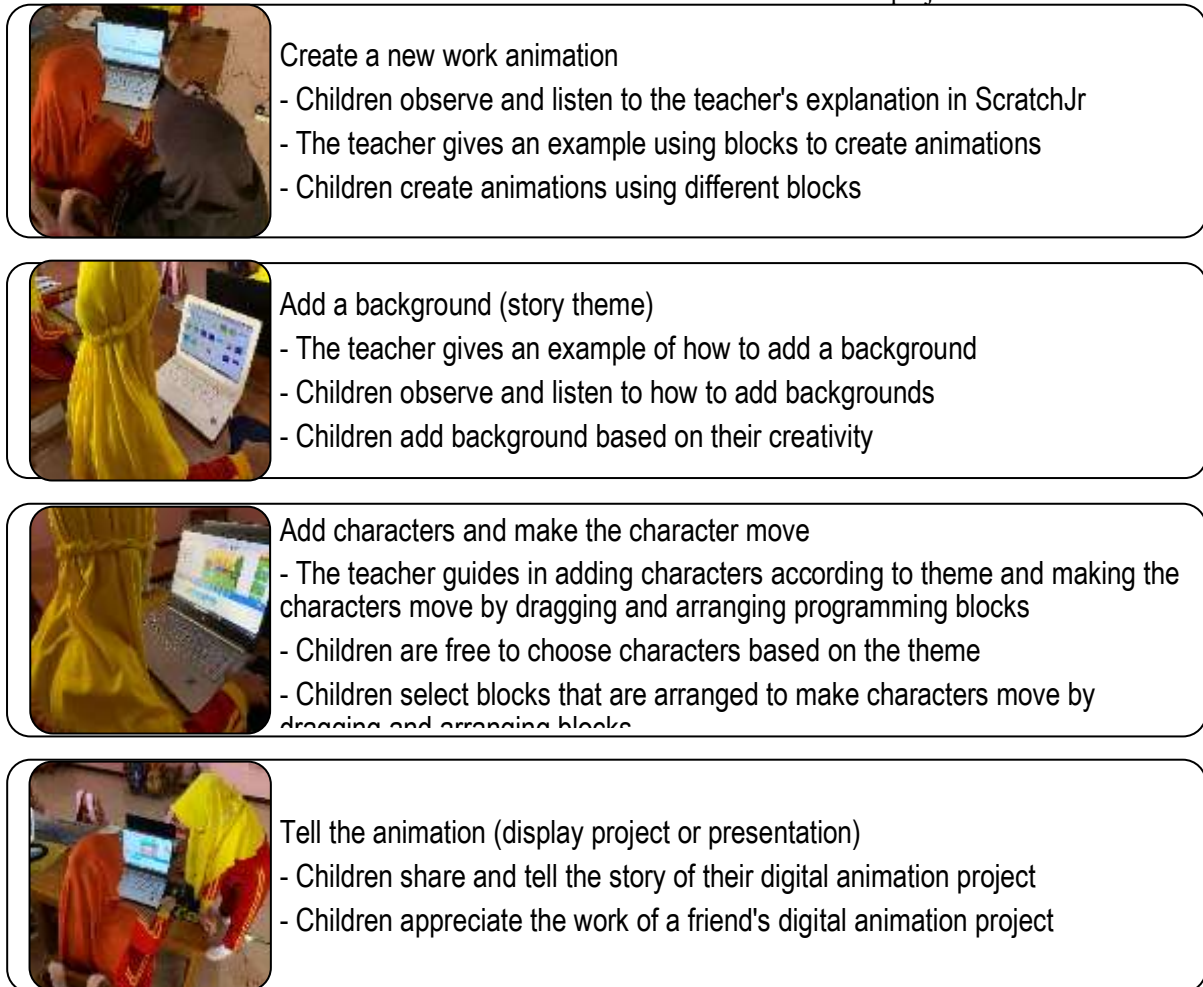 Create a new work animation
- Children observe and listen to the teacher's explanation in ScratchJr
- The teacher gives an example using blocks to create animations
- Children create animations using different blocks
Add a background (story theme)
- The teacher gives an example of how to add a background
- Children observe and listen to how to add backgrounds
- Children add background based on their creativity
Add characters and make the character move
- The teacher guides in adding characters according to theme and making the
characters move by dragging and arranging programming blocks
- Children are free to choose characters based on the theme
- Children select blocks that are arranged to make characters move by
dragging and arranging blocks
Tell the animation (display project or presentation)
- Children share and tell the story of their digital animation project
- Children appreciate the work of a friend's digital animation project